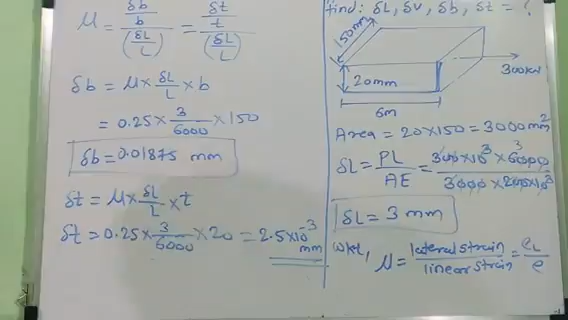 μ = (δb/b)/(δL/L) = (δt/t)/(δL/L)
δb = μ × δL/L × b
= 0.25 × 3/6000 × 150
δb = 0.01875 mm
δt = μ × δL/L × t
δt = 0.25 × 3/6000 × 20 = 2.5×10⁻³ mm
find: δL, δV, δb, δt = ?
150mm
20mm
300kN
6m
Area = 20×150 = 3000mm²
δL = PL/AE = (300×10³×6000)/(3000×200×10³)
δL = 3 mm
wkt, μ = lateral strain/linear strain = eL/e